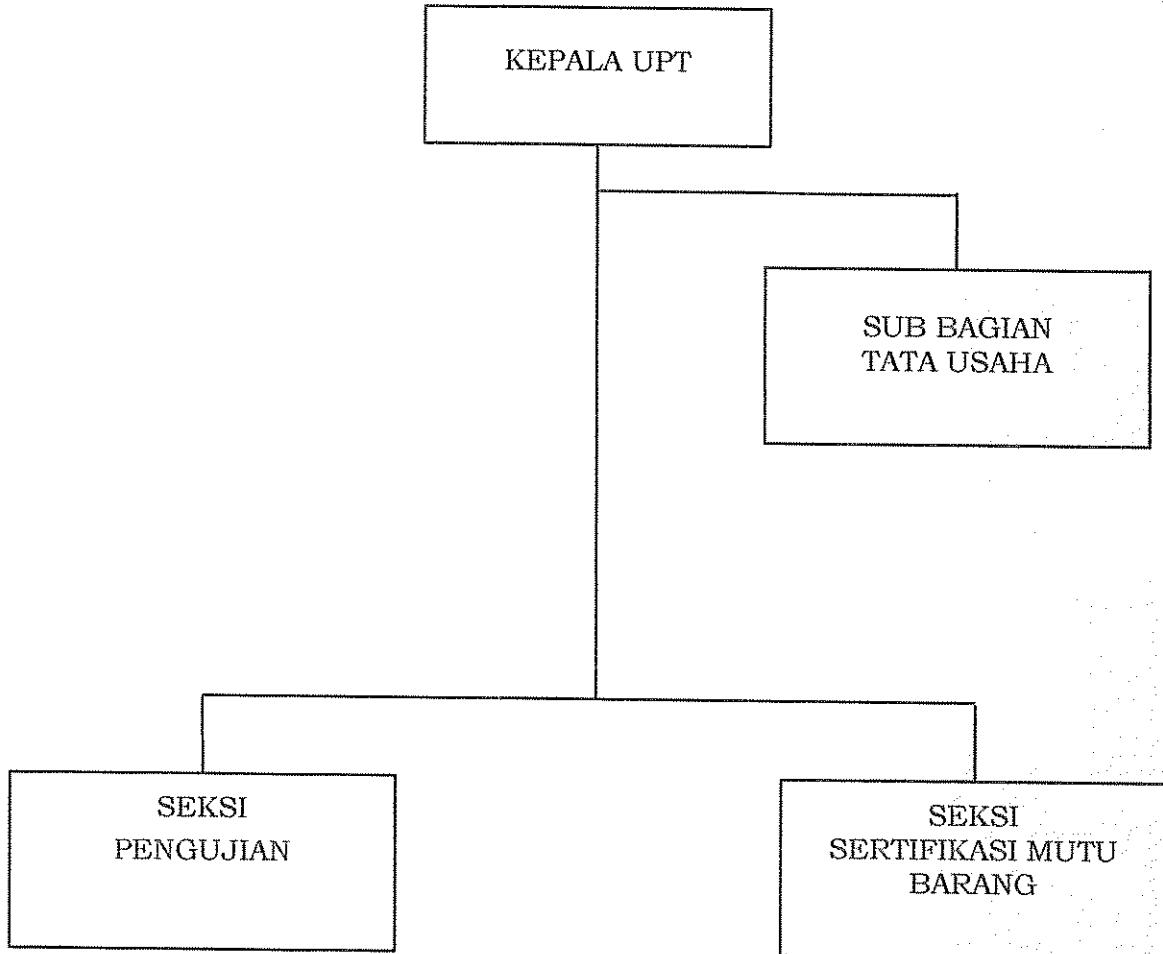 KEPALA UPT
SUB BAGIAN
TATA USAHA
SEKSI
PENGUJIAN
SEKSI
SERTIFIKASI MUTU
BARANG